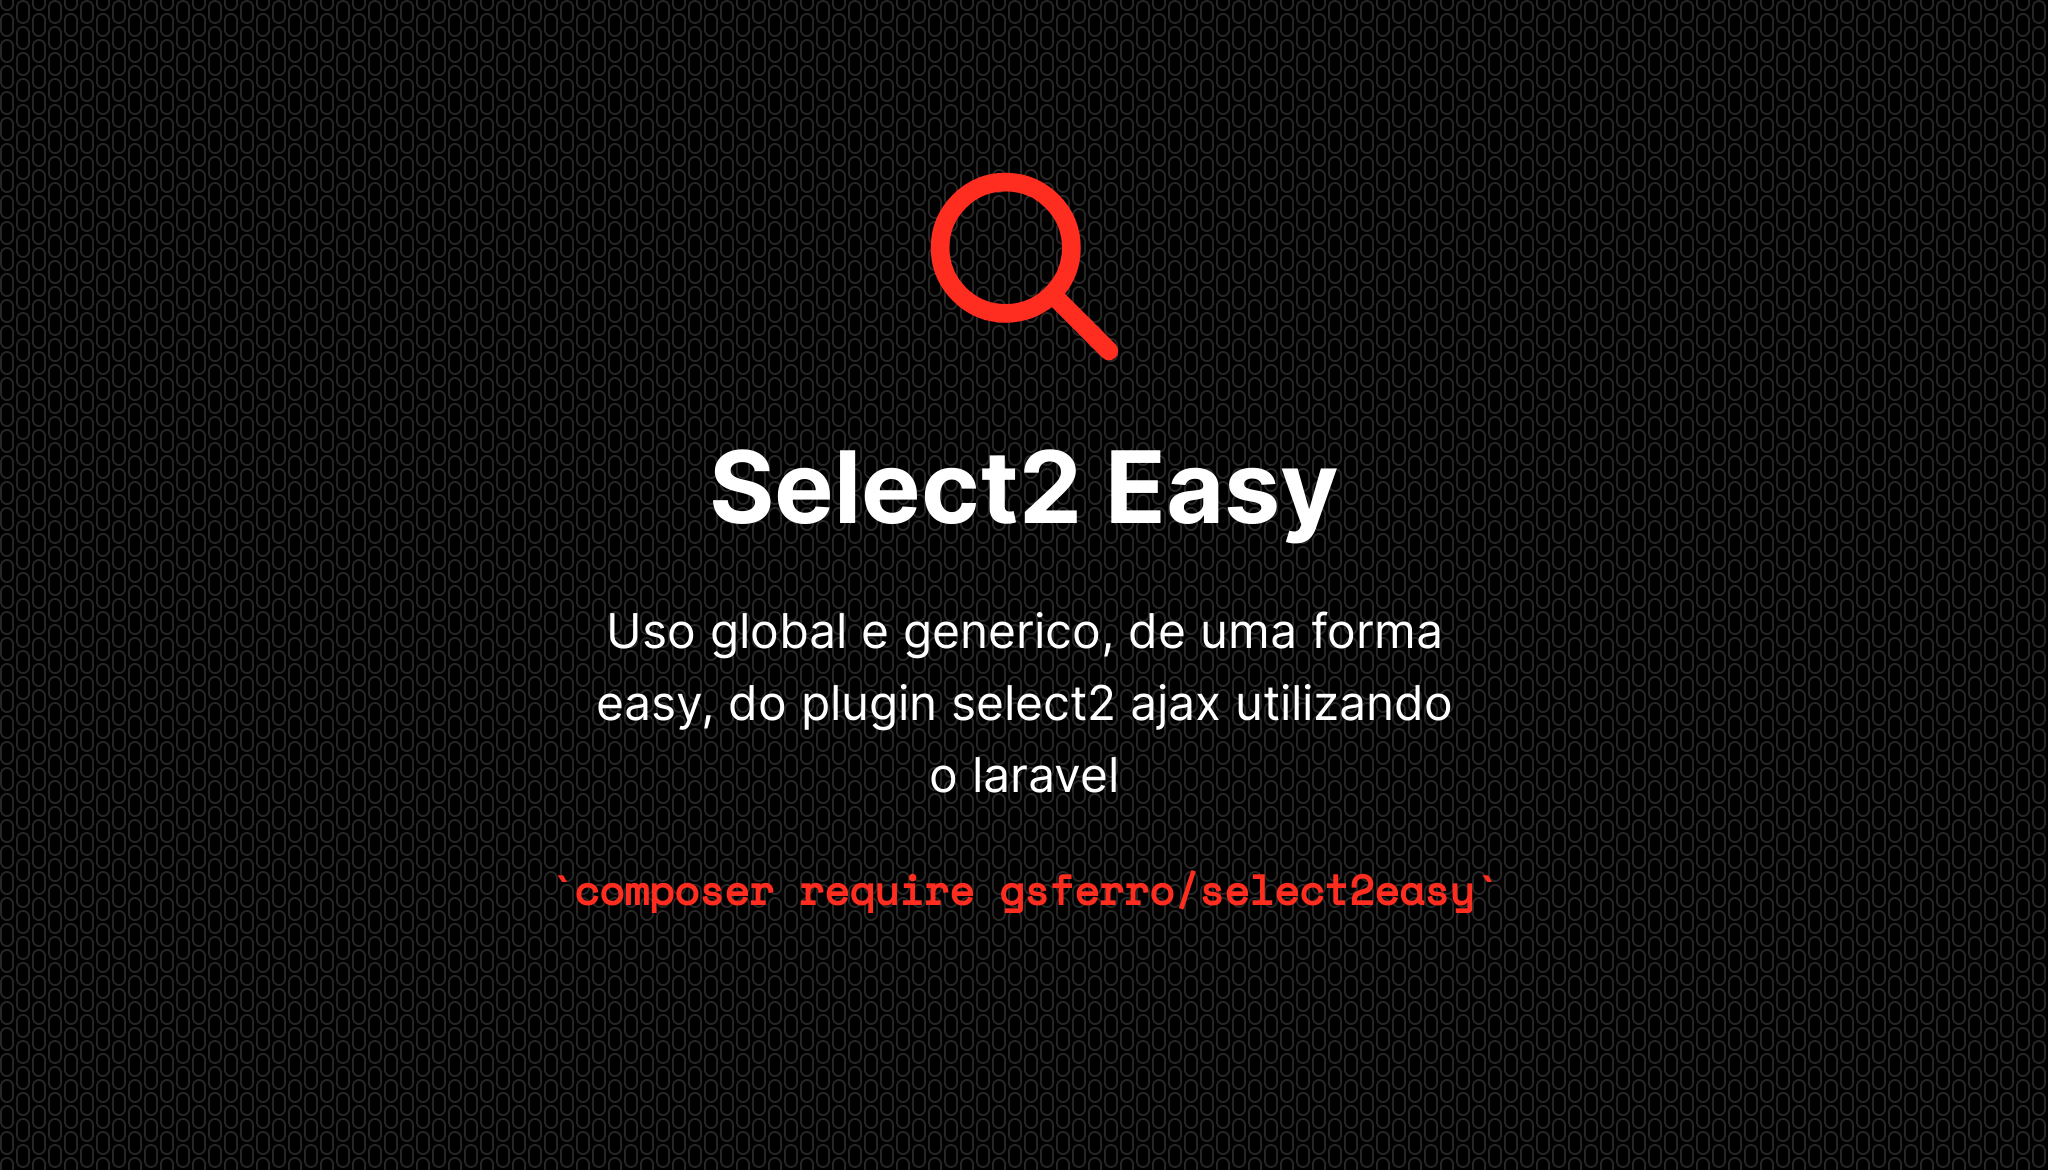 Select2 Easy
Uso global e generico, de uma forma
easy, do plugin select2 ajax utilizando
o laravel
`composer require gsferro/select2easy`